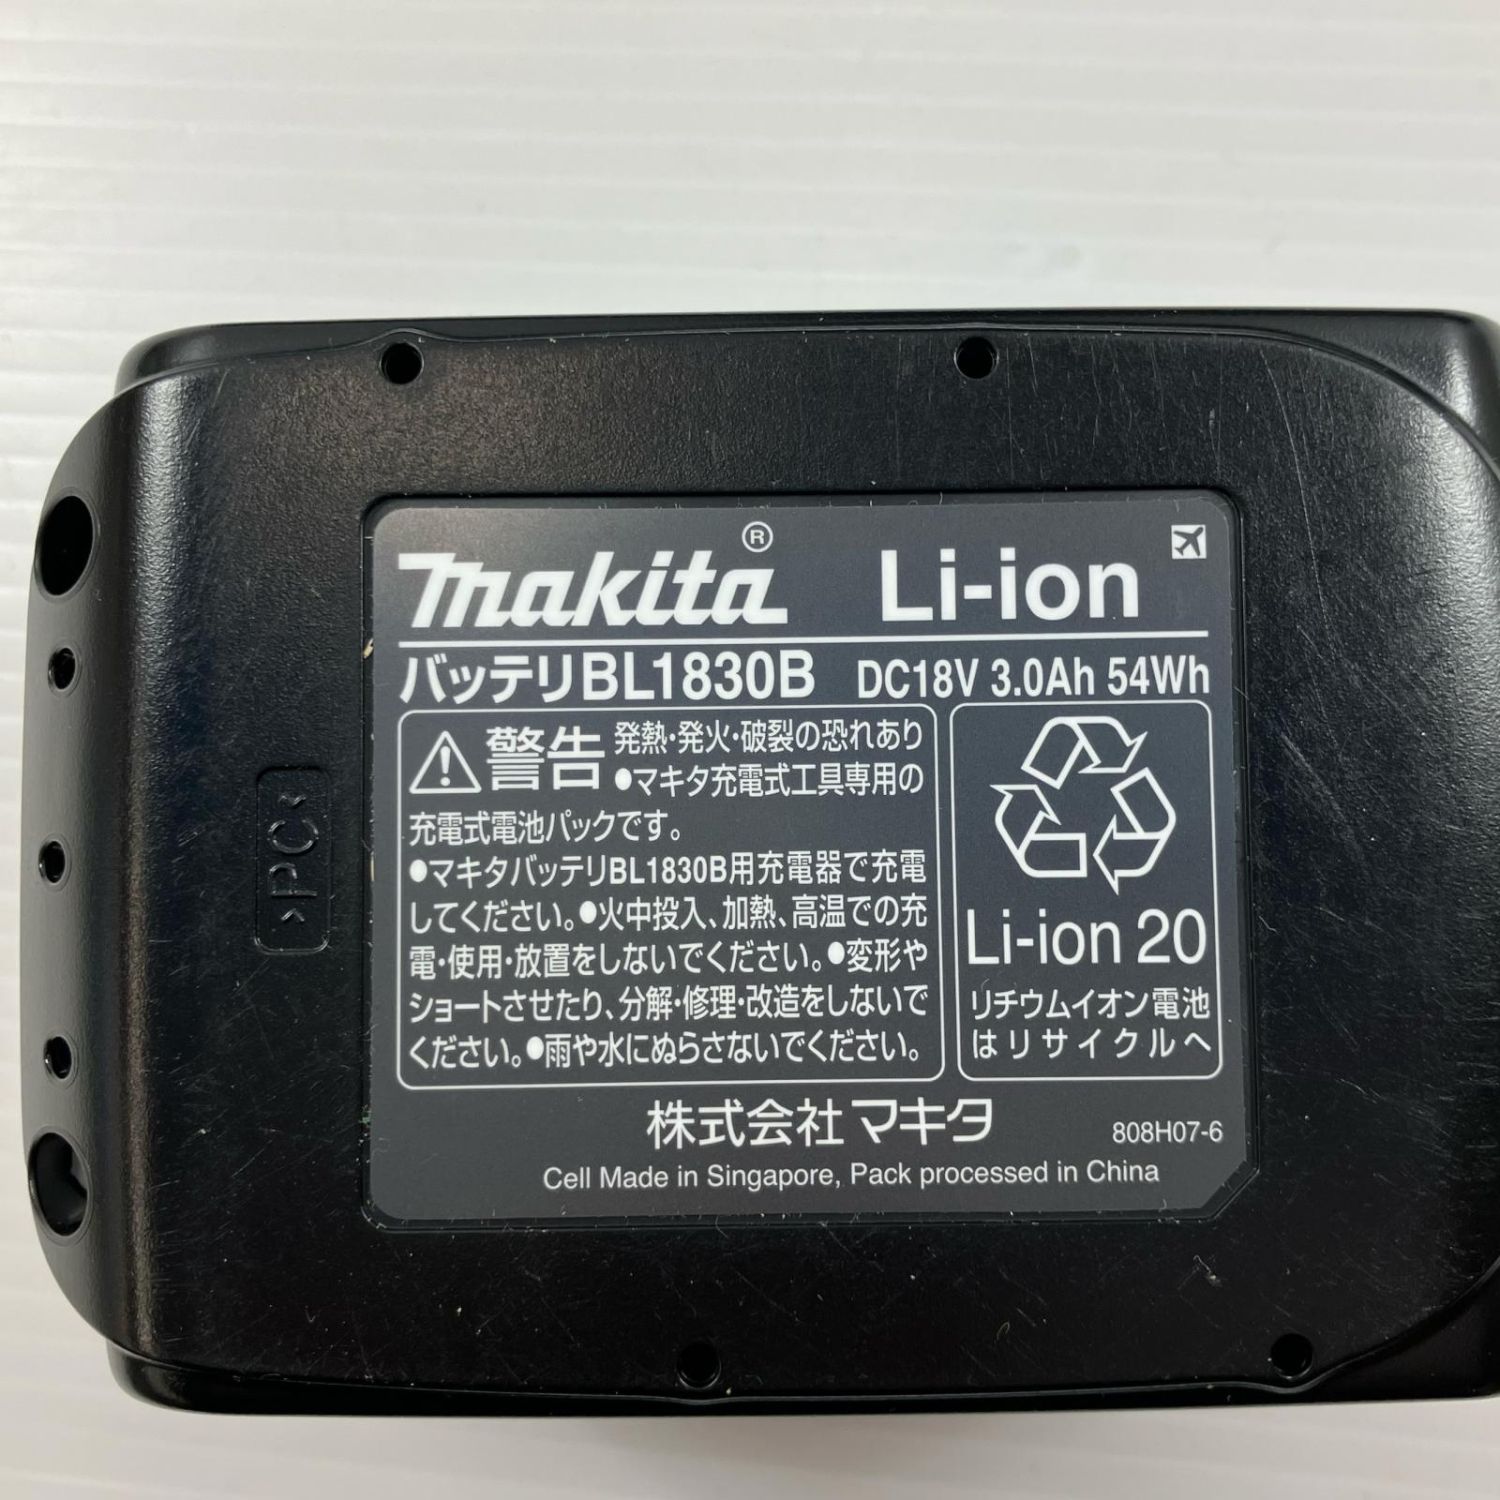 makita® Li-ion
バッテリBL1830B DC18V 3.0Ah 54Wh
警告 発熱・発火・破裂の恐れあり
●マキタ充電式工具専用の
充電式電池パックです。
●マキタバッテリBL1830B用充電器で充電
してください。●火中投入、加熱、高温での充
電・使用・放置をしないでください。●変形や
ショートさせたり、分解・修理・改造をしないで
ください。●雨や水にぬらさないでください。
Li-ion 20
リチウムイオン電池
はリサイクルへ
株式会社マキタ
808H07-6
Cell Made in Singapore, Pack processed in China
>PC<